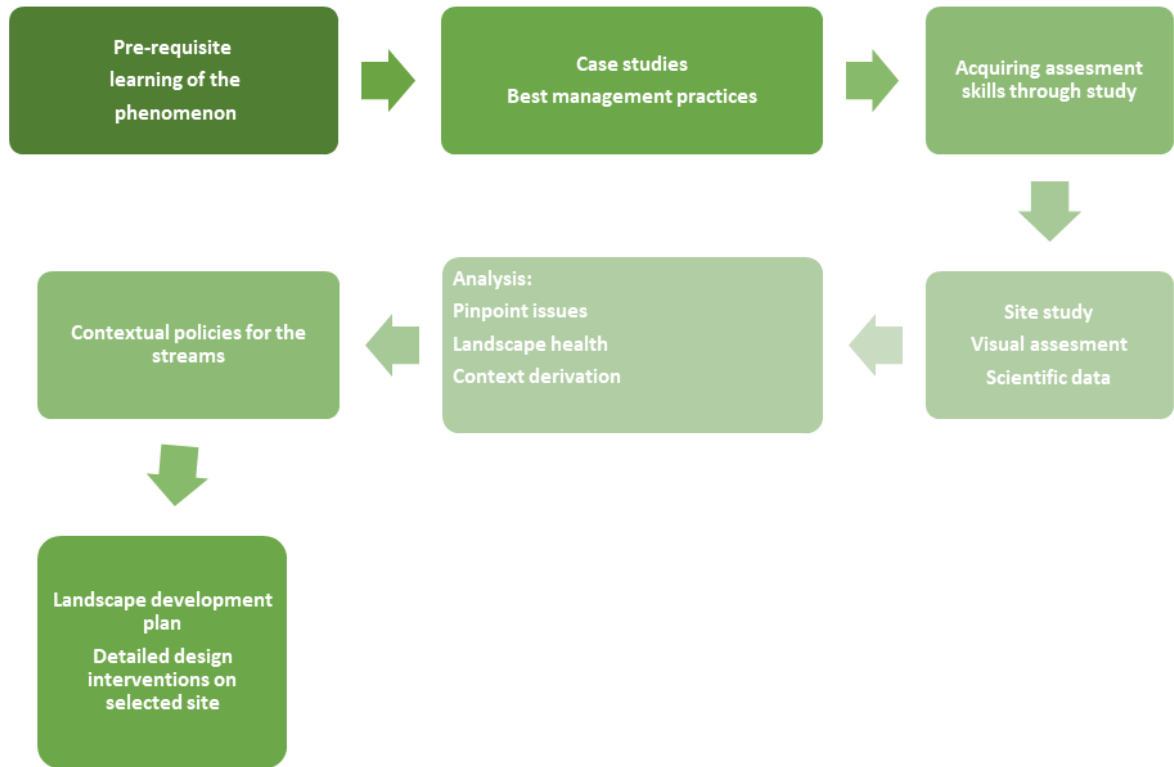 Pre-requisite
learning of the
phenomenon
Case studies
Best management practices
Acquiring assesment
skills through study
Site study
Visual assesment
Scientific data
Analysis:
Pinpoint issues
Landscape health
Context derivation
Contextual policies for the
streams
Landscape development
plan
Detailed design
interventions on
selected site